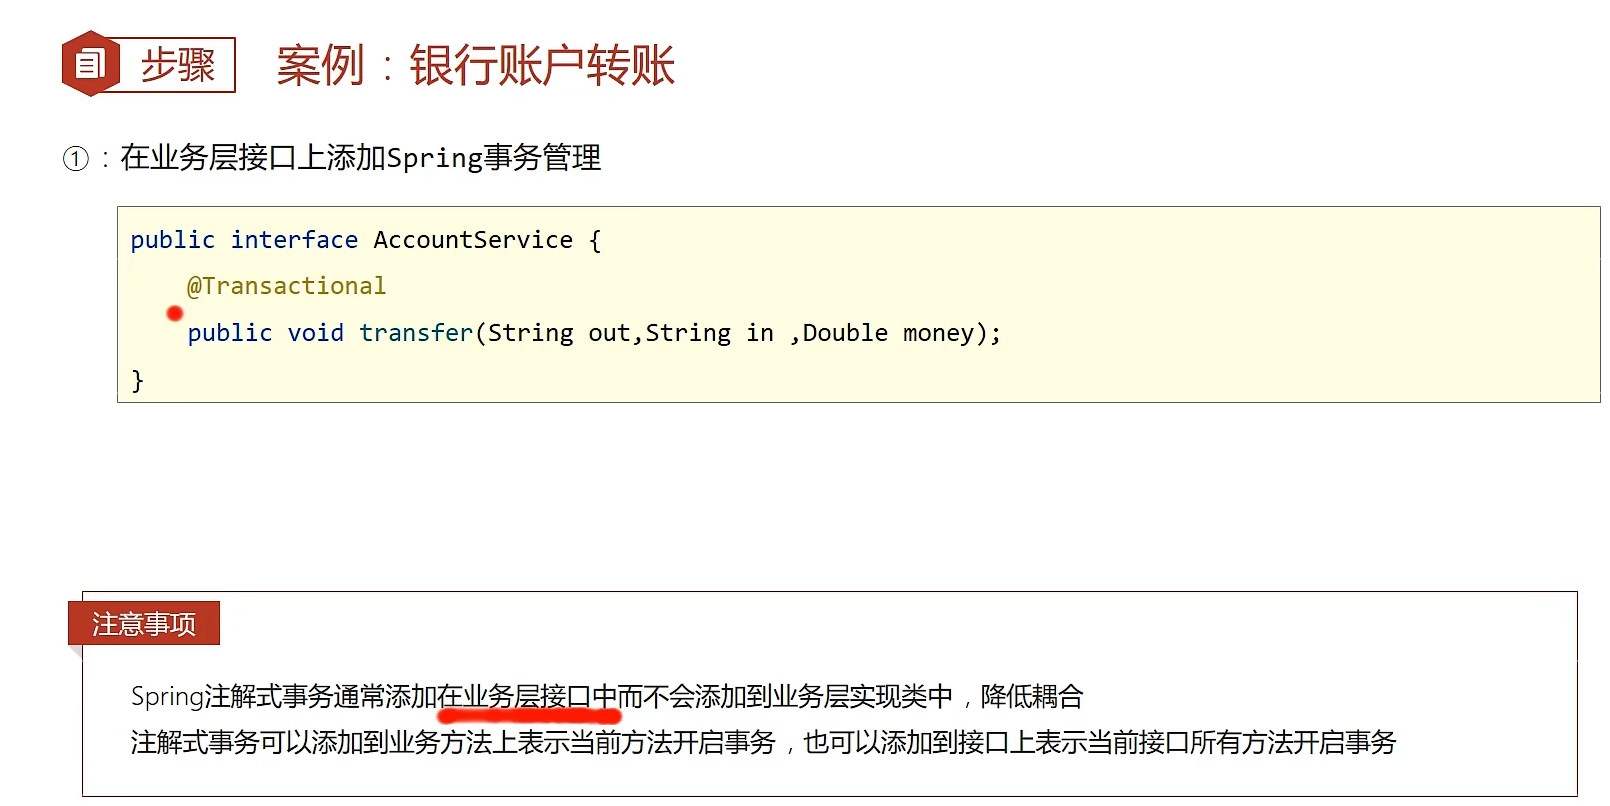 步骤 案例：银行账户转账
①：在业务层接口上添加Spring事务管理
public interface AccountService {
@Transactional
public void transfer(String out,String in ,Double money);
}
注意事项
Spring注解式事务通常添加在业务层接口中而不会添加到业务层实现类中，降低耦合
注解式事务可以添加到业务方法上表示当前方法开启事务，也可以添加到接口上表示当前接口所有方法开启事务